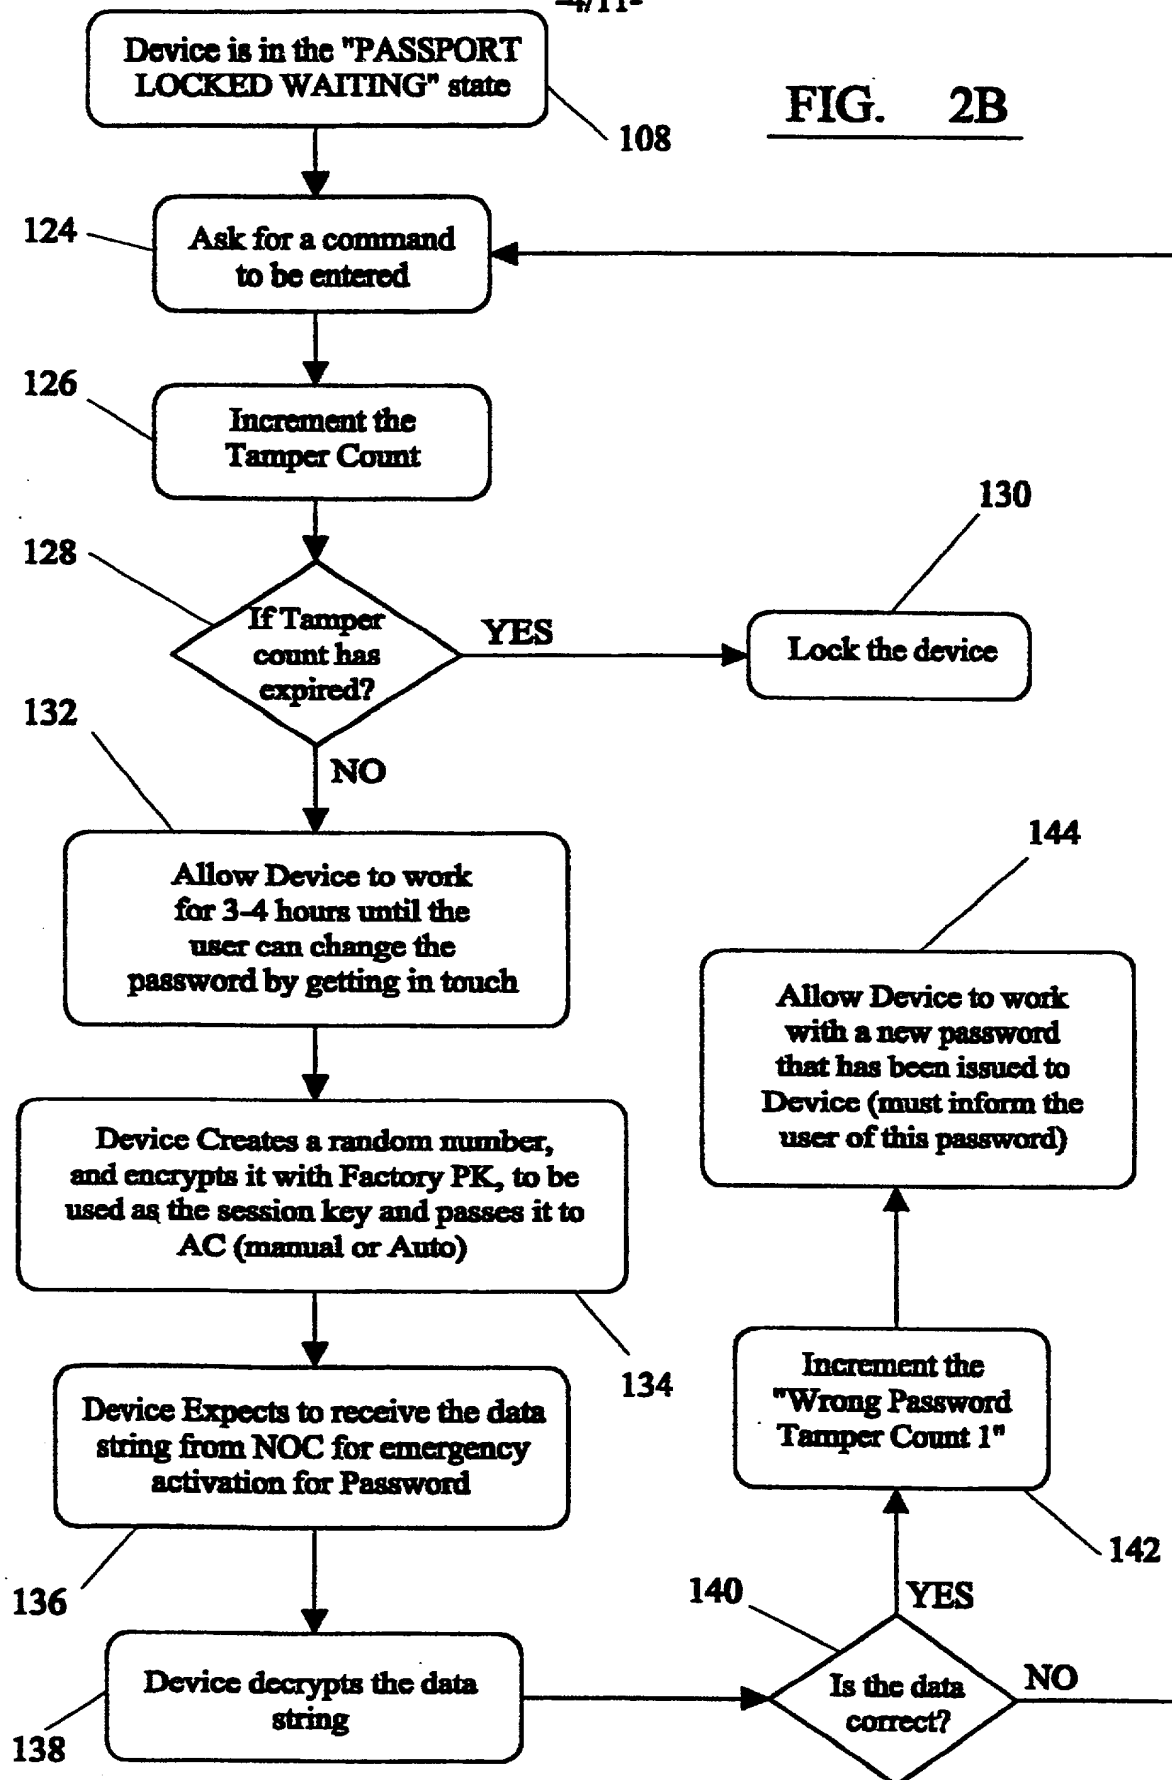 -4/11-
Device is in the "PASSPORT
LOCKED WAITING" state
108
FIG. 2B
124
Ask for a command
to be entered
126
Increment the
Tamper Count
128
If Tamper
count has
expired?
YES
130
Lock the device
NO
132
Allow Device to work
for 3-4 hours until the
user can change the
password by getting in touch
Device Creates a random number,
and encrypts it with Factory PK, to be
used as the session key and passes it to
AC (manual or Auto)
134
Device Expects to receive the data
string from NOC for emergency
activation for Password
136
Device decrypts the data
string
138
140
Is the data
correct?
NO
YES
Increment the
"Wrong Password
Tamper Count 1"
142
144
Allow Device to work
with a new password
that has been issued to
Device (must inform the
user of this password)